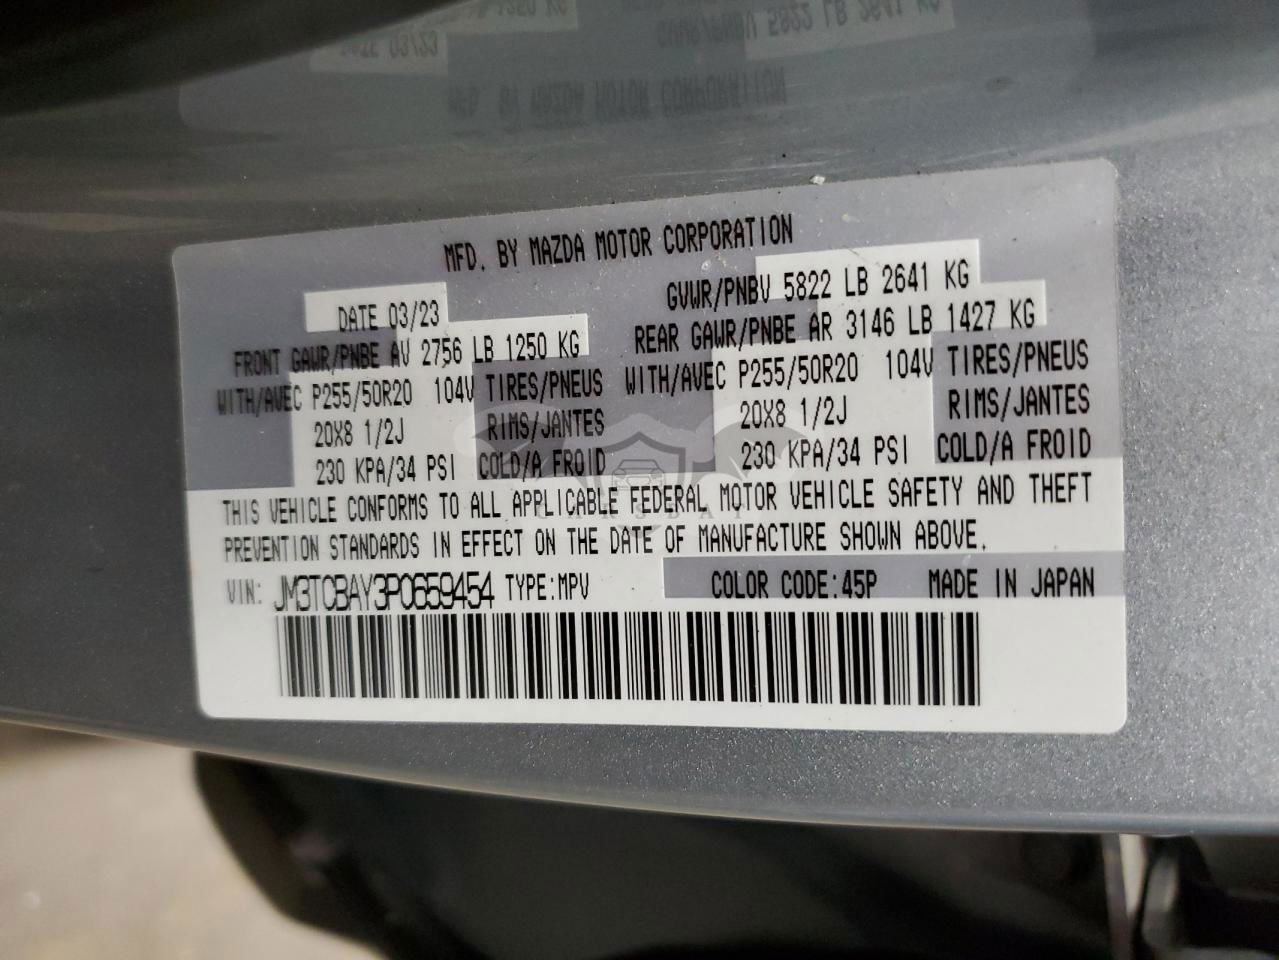 MFD. BY MAZDA MOTOR CORPORATION
DATE 03/23 GVWR/PNBV 5822 LB 2641 KG
FRONT GAWR/PNBE AV 2756 LB 1250 KG REAR GAWR/PNBE AR 3146 LB 1427 KG
WITH/AVEC P255/50R20 104V TIRES/PNEUS WITH/AVEC P255/50R20 104V TIRES/PNEUS
20X8 1/2J RIMS/JANTES 20X8 1/2J RIMS/JANTES
230 KPA/34 PSI COLD/A FROID 230 KPA/34 PSI COLD/A FROID
THIS VEHICLE CONFORMS TO ALL APPLICABLE FEDERAL MOTOR VEHICLE SAFETY AND THEFT
PREVENTION STANDARDS IN EFFECT ON THE DATE OF MANUFACTURE SHOWN ABOVE.
VIN: JM3TCBAY3P0659454 TYPE:MPV COLOR CODE:45P MADE IN JAPAN